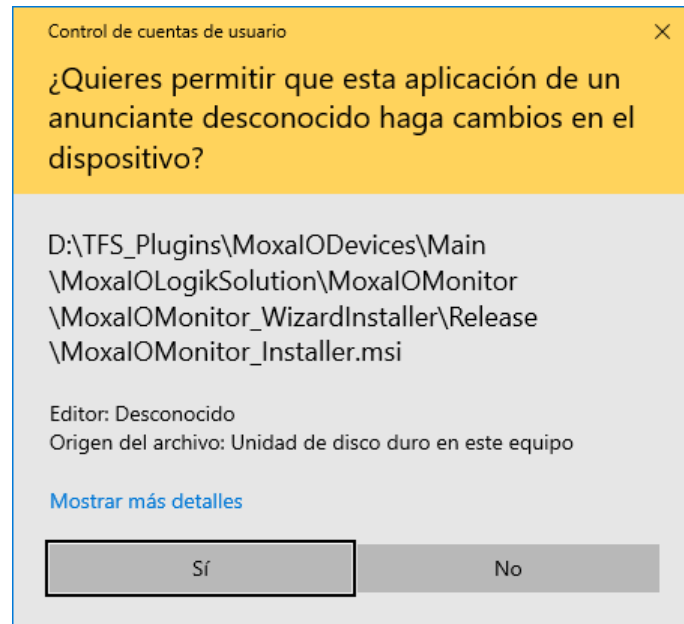 Control de cuentas de usuario
¿Quieres permitir que esta aplicación de un
anunciante desconocido haga cambios en el
dispositivo?
D:\TFS_Plugins\MoxaIODevices\Main
\MoxaIOLogikSolution\MoxaIOMonitor
\MoxaIOMonitor_WizardInstaller\Release
\MoxaIOMonitor_Installer.msi
Editor: Desconocido
Origen del archivo: Unidad de disco duro en este equipo
Mostrar más detalles
Sí
No